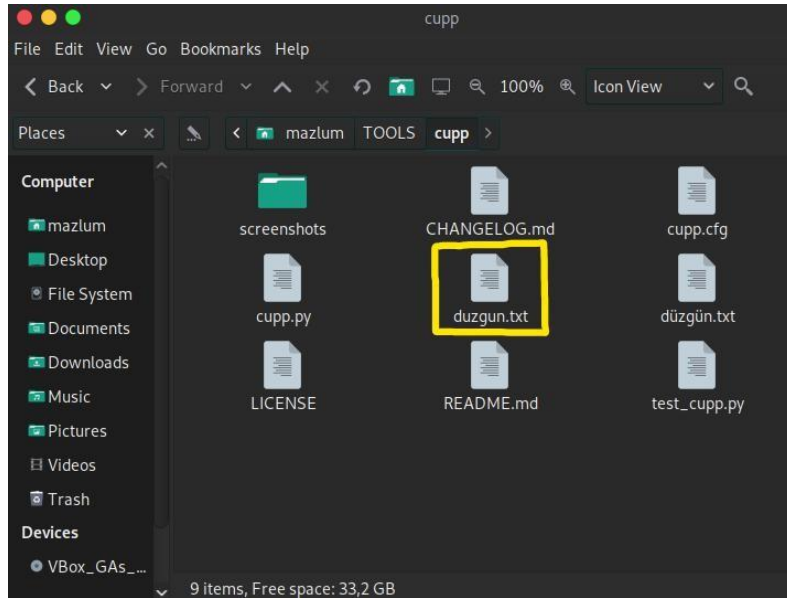 cupp
File Edit View Go Bookmarks Help
Back Forward 100% Icon View
Places mazlum TOOLS cupp
Computer
mazlum
Desktop
File System
Documents
Downloads
Music
Pictures
Videos
Trash
Devices
VBox_GAs_...
screenshots CHANGELOG.md cupp.cfg
cupp.py duzgun.txt düzgün.txt
LICENSE README.md test_cupp.py
9 items, Free space: 33,2 GB